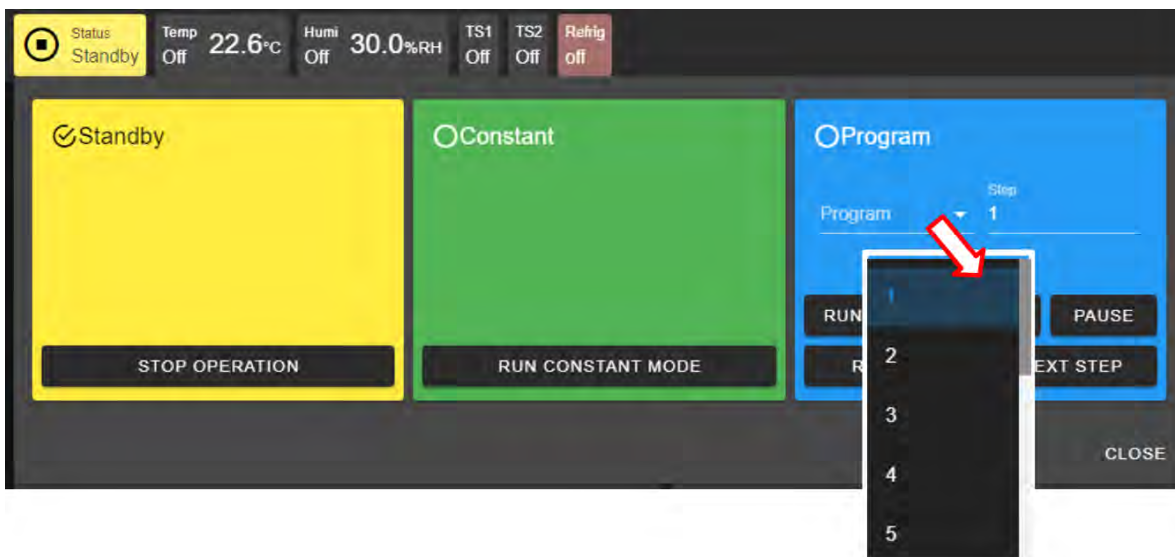 Status
Standby
Temp
Off
22.6°C
Humi
Off
30.0%RH
TS1
Off
TS2
Off
Refrig
off
Standby
STOP OPERATION
Constant
RUN CONSTANT MODE
Program
Program
Step
1
RUN
PAUSE
R
EXT STEP
1
2
3
4
5
CLOSE